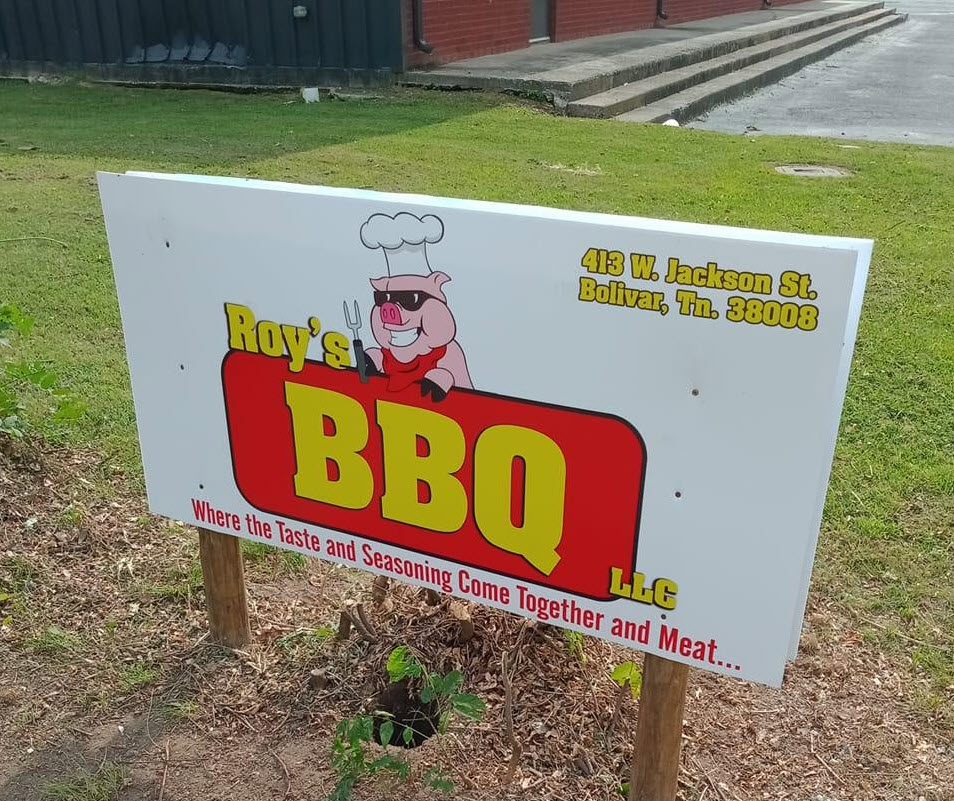 413 W. Jackson St.
Bolivar, Tn. 38008
Roy's
BBQ
LLC
Where the Taste and Seasoning Come Together and Meat...